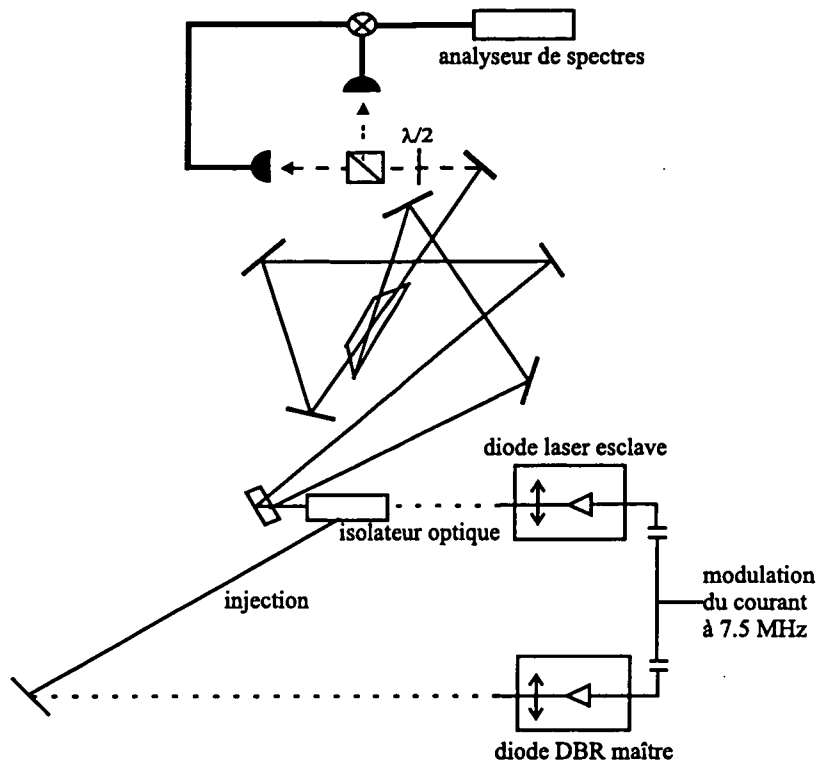 analyseur de spectres
λ/2
diode laser esclave
isolateur optique
injection
modulation
du courant
à 7.5 MHz
diode DBR maître